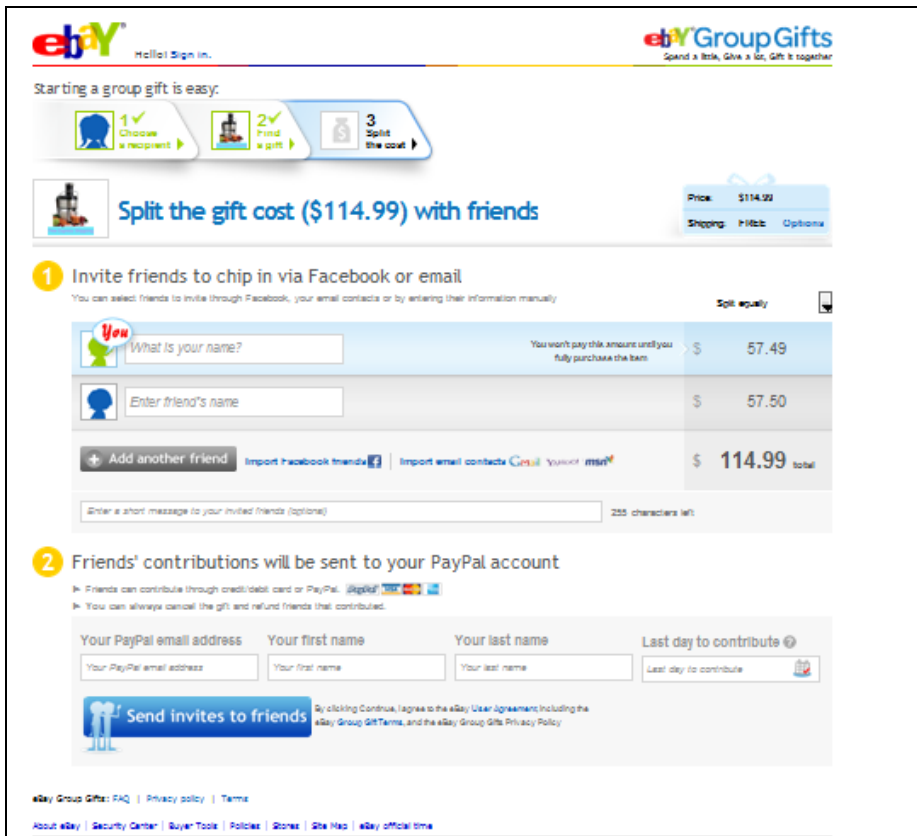 ebaY
Hello! Sign in.
ebaY GroupGifts
Spend a little, Give a lot, Gift it together
Starting a group gift is easy:
1 Choose a recipient
2 Find a gift
3 Split the cost
Split the gift cost ($114.99) with friends
Price: $114.99
Shipping: FREE Options
1 Invite friends to chip in via Facebook or email
You can select friends to invite through Facebook, your email contacts or by entering their information manually
Split equally
You
What is your name?
You won't pay this amount until you
fully purchase the item
$ 57.49
Enter friend"s name
$ 57.50
+ Add another friend Import Facebook friends f | Import email contacts Gmail YAHOO! msn
$ 114.99 total
Enter a short message to your invited friends (optional) 255 characters left
2 Friends' contributions will be sent to your PayPal account
Friends can contribute through credit/debit card or PayPal. PayPal VISA
You can always cancel the gift and refund friends that contributed.
Your PayPal email address Your first name Your last name Last day to contribute ?
Your PayPal email address Your first name Your last name Last day to contribute
Send invites to friends
By clicking Continue, I agree to the eBay User Agreement, including the
eBay Group Gift Terms, and the eBay Group Gifts Privacy Policy
eBay Group Gifts: FAQ | Privacy policy | Terms
About eBay | Security Center | Buyer Tools | Policies | Stores | Site Map | eBay official time